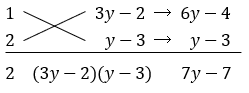 1 3y − 2 → 6y − 4
2 y − 3 → y − 3
2 (3y − 2)(y − 3) 7y − 7